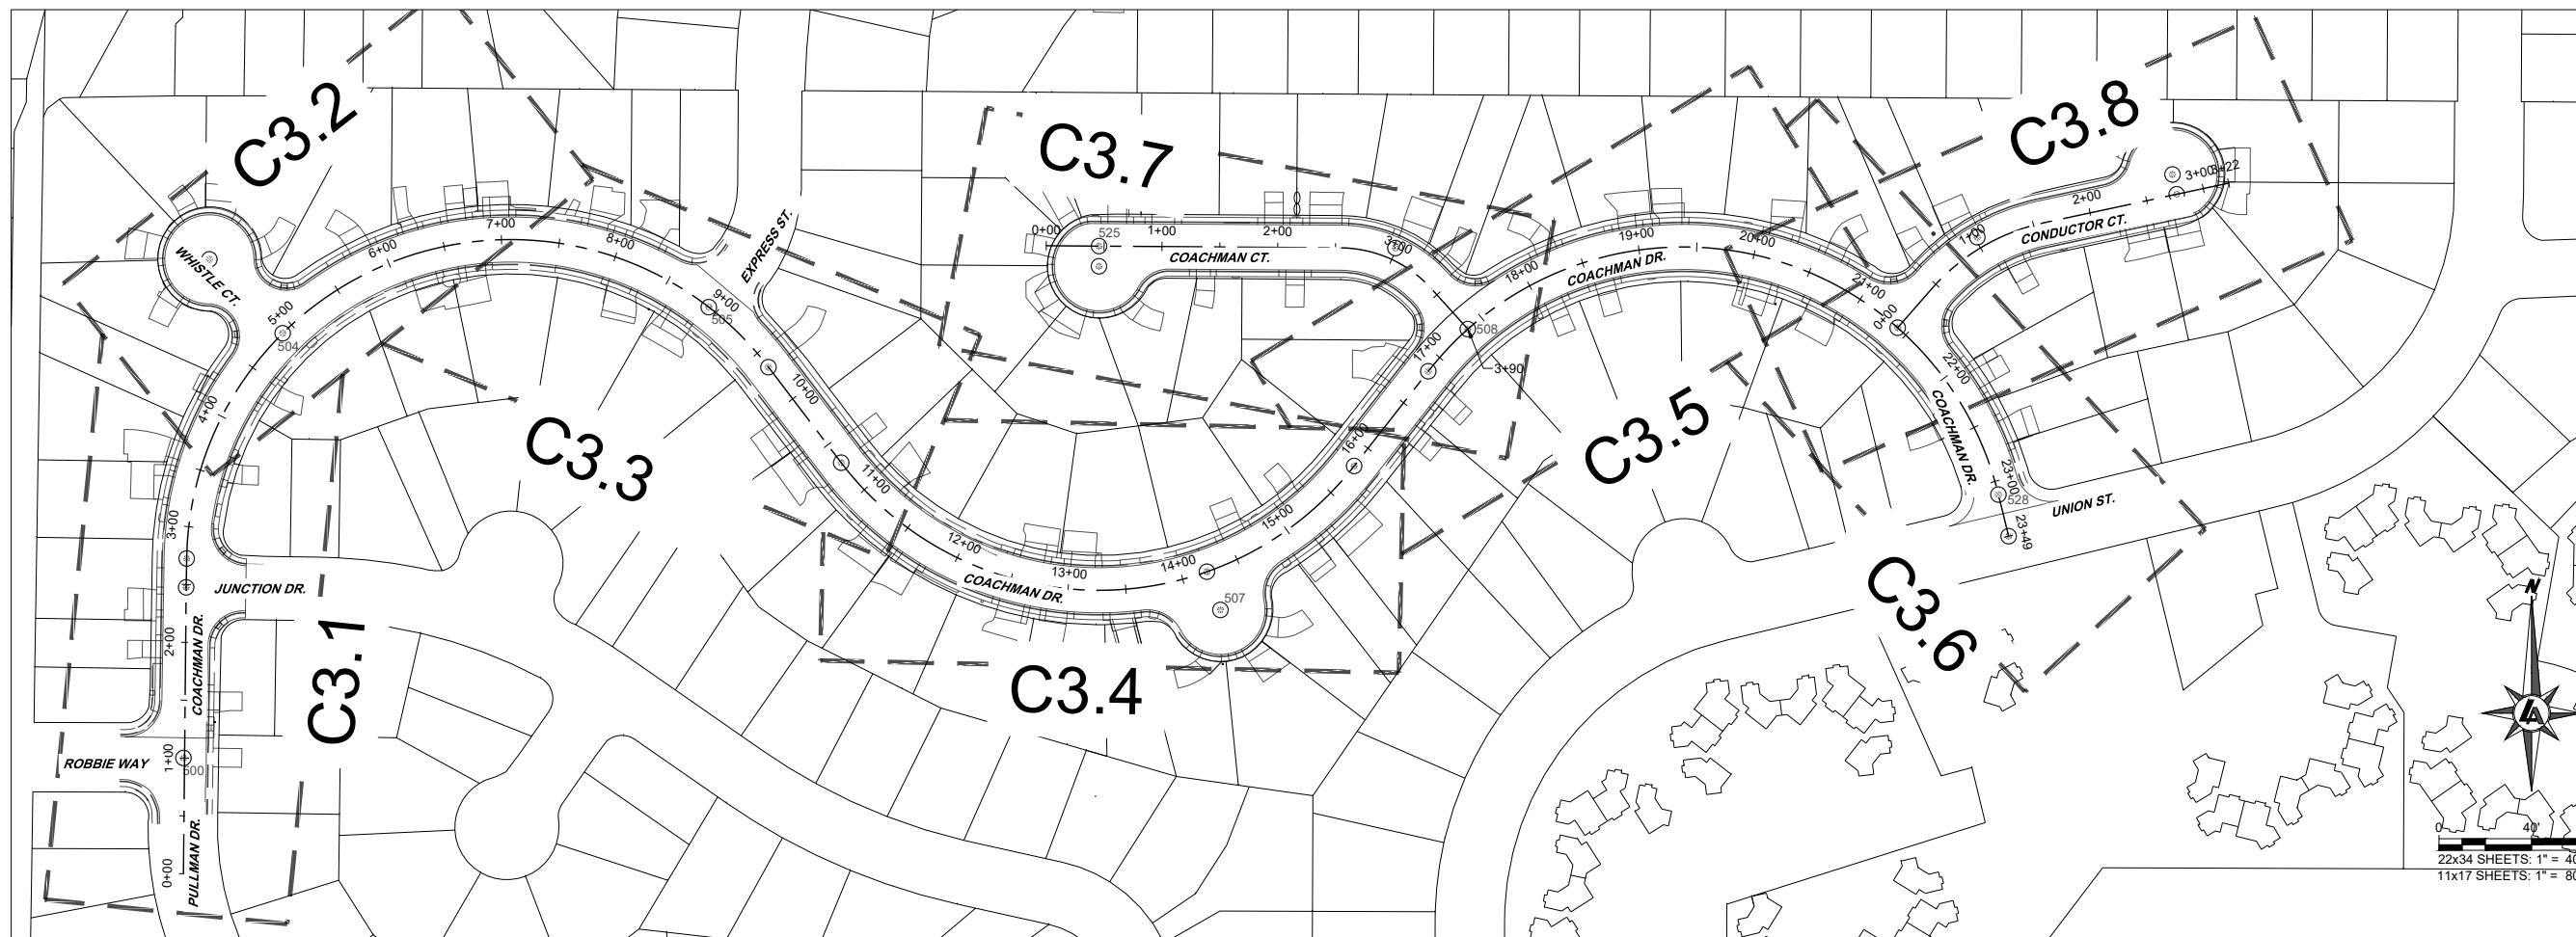 C3.2
C3.7
C3.8
3+00
3+22
2+00
CONDUCTOR CT.
1+00
0+00
7+00
8+00
6+00
5+00
504
WHISTLE CT.
EXPRESS ST.
9+00
505
0+00
525
1+00
2+00
3+00
COACHMAN CT.
508
3+90
17+00
18+00
19+00
20+00
21+00
COACHMAN DR.
22+00
COACHMAN DR.
23+00
528
23+49
UNION ST.
4+00
10+00
11+00
C3.3
C3.5
16+00
15+00
3+00
12+00
13+00
14+00
COACHMAN DR.
507
JUNCTION DR.
C3.6
N
LA
2+00
COACHMAN DR.
C3.1
C3.4
ROBBIE WAY
1+00
500
PULLMAN DR.
0+00
0
40'
22x34 SHEETS: 1" = 40
11x17 SHEETS: 1" = 80